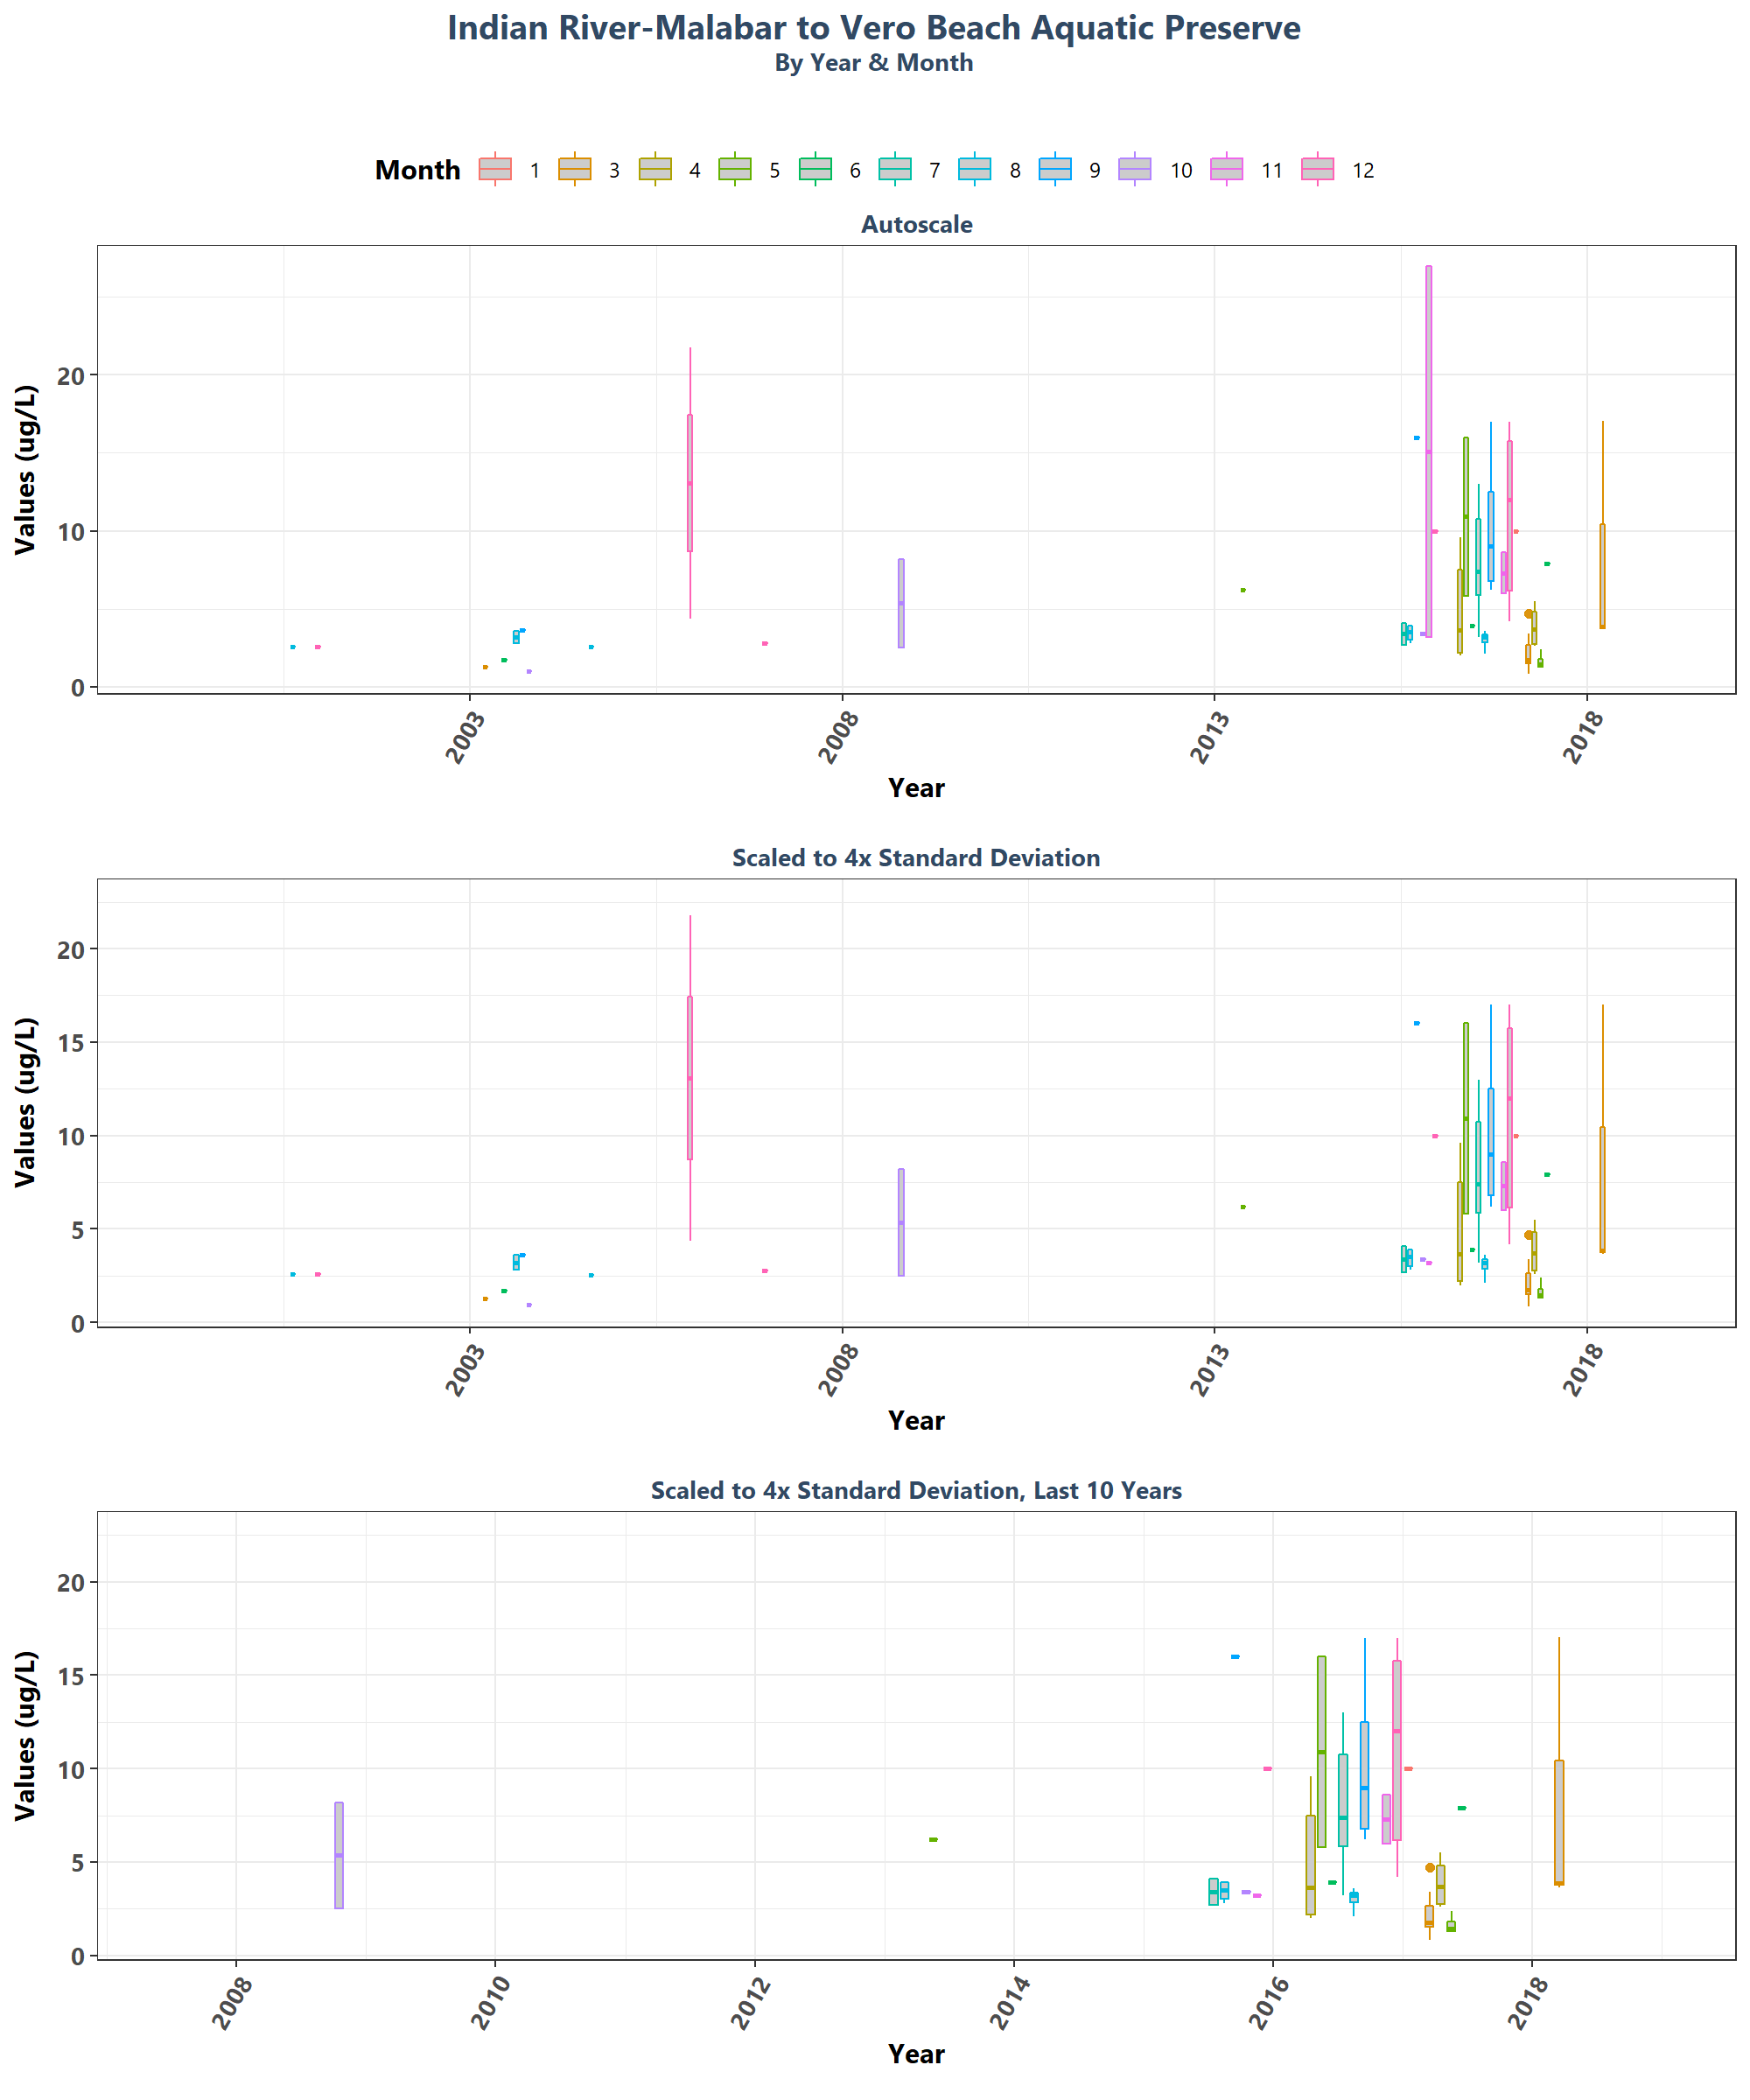 Indian River-Malabar to Vero Beach Aquatic Preserve
By Year & Month
Month 1 3 4 5 6 7 8 9 10 11 12
Autoscale
Values (ug/L)
20
10
0
2003 2008 2013 2018
Year
Scaled to 4x Standard Deviation
Values (ug/L)
20
15
10
5
0
2003 2008 2013 2018
Year
Scaled to 4x Standard Deviation, Last 10 Years
Values (ug/L)
20
15
10
5
0
2008 2010 2012 2014 2016 2018
Year